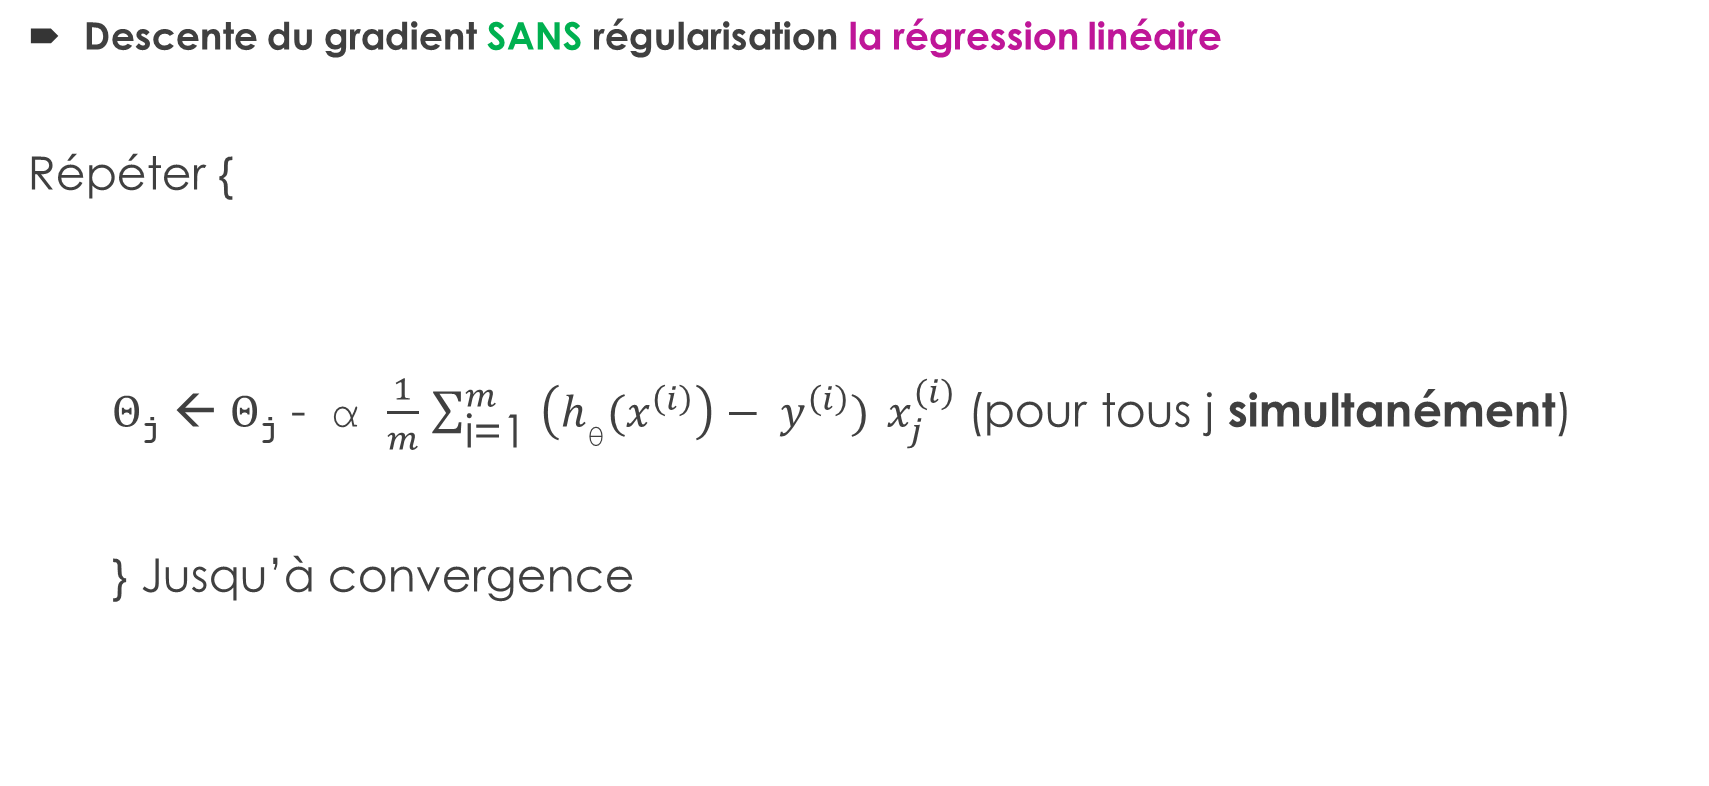 Descente du gradient SANS régularisation la régression linéaire
Répéter {
Θⱼ ← Θⱼ - ∝ 1/m ∑ᵢ₌₁ᵐ (h_θ(x⁽ⁱ⁾) − y⁽ⁱ⁾) xⱼ⁽ⁱ⁾ (pour tous j simultanément)
} Jusqu’à convergence